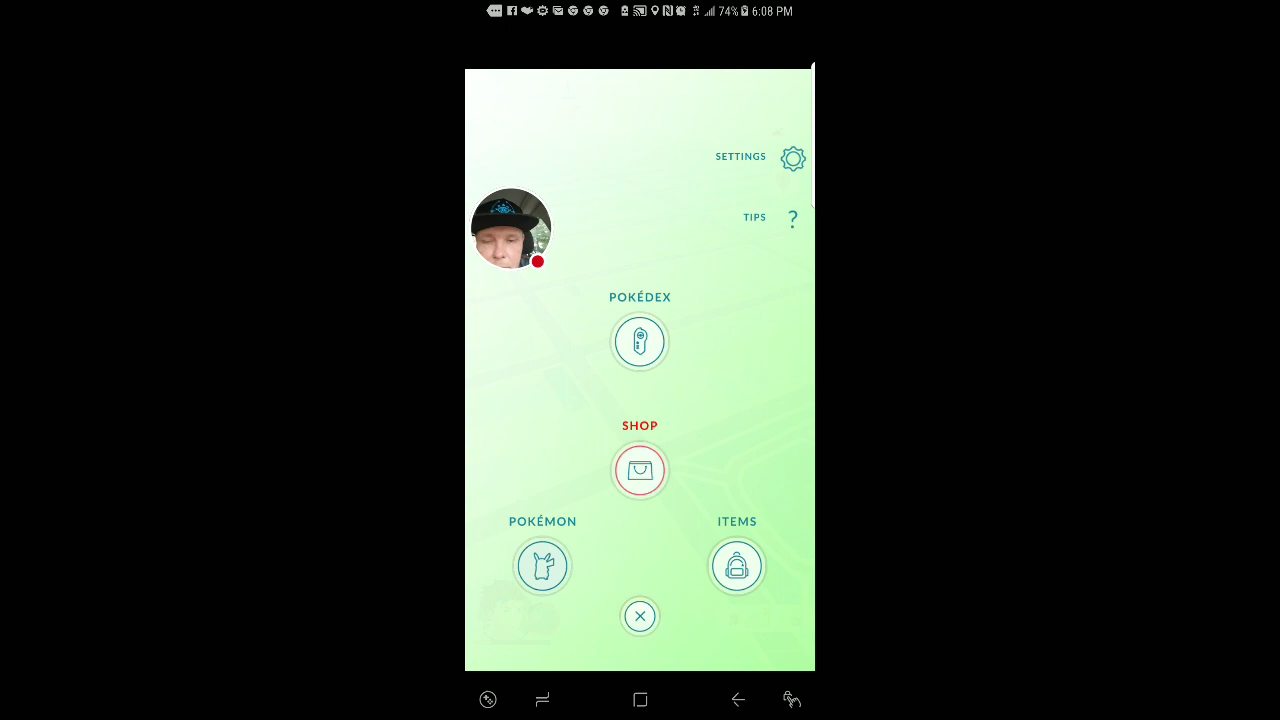 74% 6:08 PM
SETTINGS
TIPS ?
POKÉDEX
SHOP
POKÉMON
ITEMS